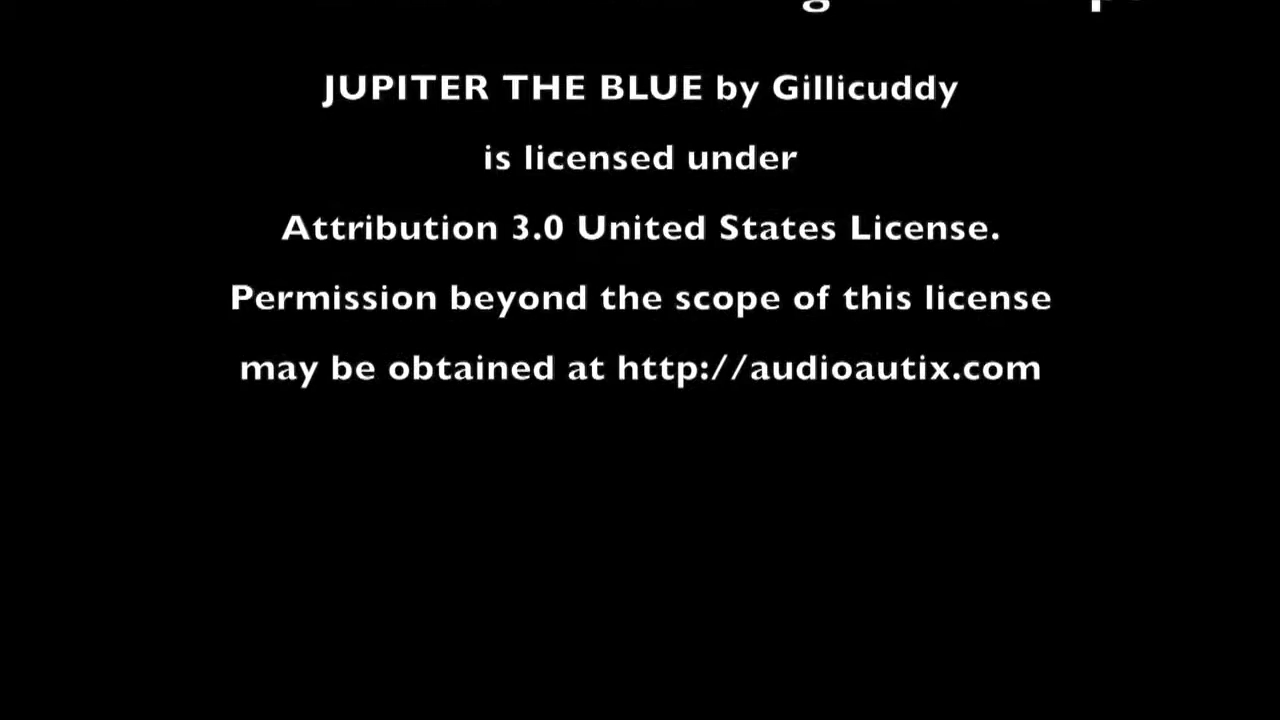 JUPITER THE BLUE by Gillicuddy
is licensed under
Attribution 3.0 United States License.
Permission beyond the scope of this license
may be obtained at http://audioautix.com